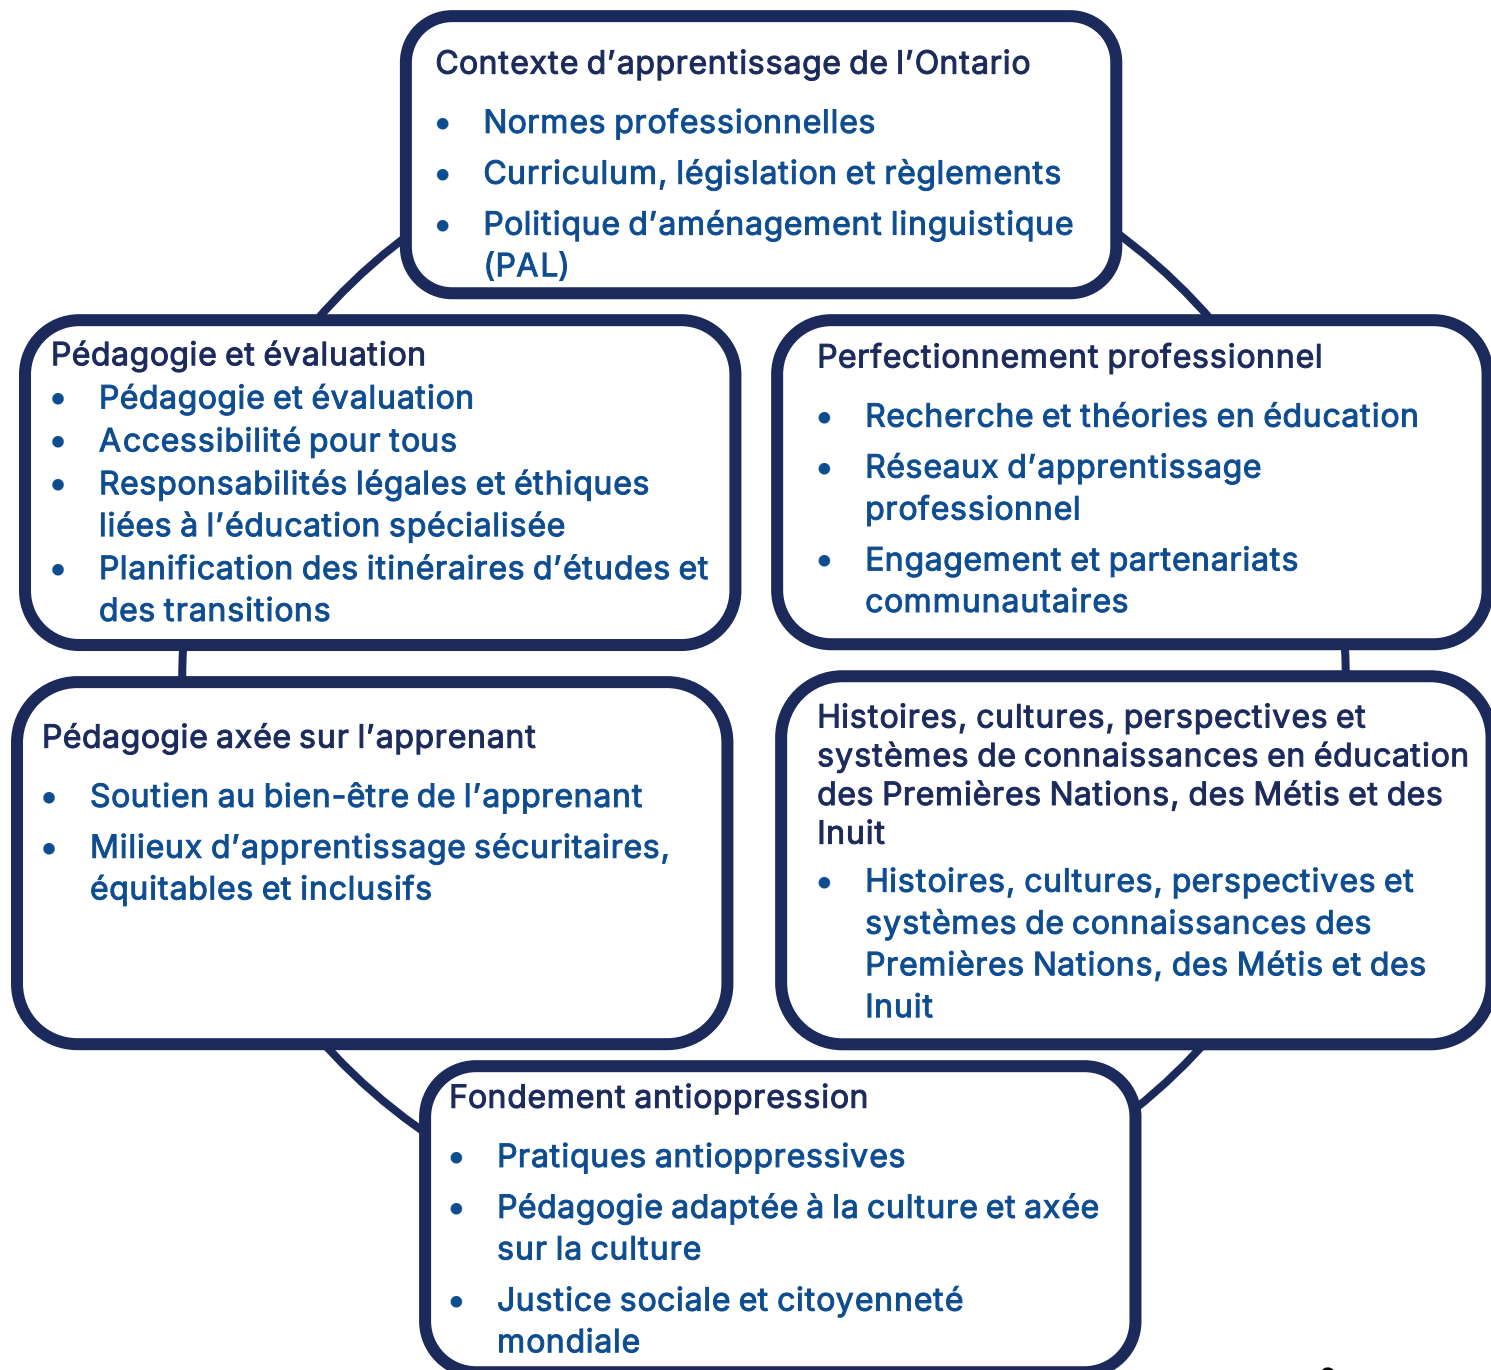 Contexte d’apprentissage de l’Ontario
• Normes professionnelles
• Curriculum, législation et règlements
• Politique d’aménagement linguistique
(PAL)
Pédagogie et évaluation
• Pédagogie et évaluation
• Accessibilité pour tous
• Responsabilités légales et éthiques
liées à l’éducation spécialisée
• Planification des itinéraires d’études et
des transitions
Perfectionnement professionnel
• Recherche et théories en éducation
• Réseaux d’apprentissage
professionnel
• Engagement et partenariats
communautaires
Pédagogie axée sur l’apprenant
• Soutien au bien-être de l’apprenant
• Milieux d’apprentissage sécuritaires,
équitables et inclusifs
Histoires, cultures, perspectives et
systèmes de connaissances en éducation
des Premières Nations, des Métis et des
Inuit
• Histoires, cultures, perspectives et
systèmes de connaissances des
Premières Nations, des Métis et des
Inuit
Fondement antioppression
• Pratiques antioppressives
• Pédagogie adaptée à la culture et axée
sur la culture
• Justice sociale et citoyenneté
mondiale